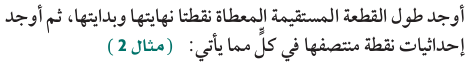 أوجد طول القطعة المستقيمة المعطاة نقطتا نهايتها وبدايتها، ثم أوجد
إحداثيات نقطة منتصفها في كلٍّ مما يأتي: (مثال 2)